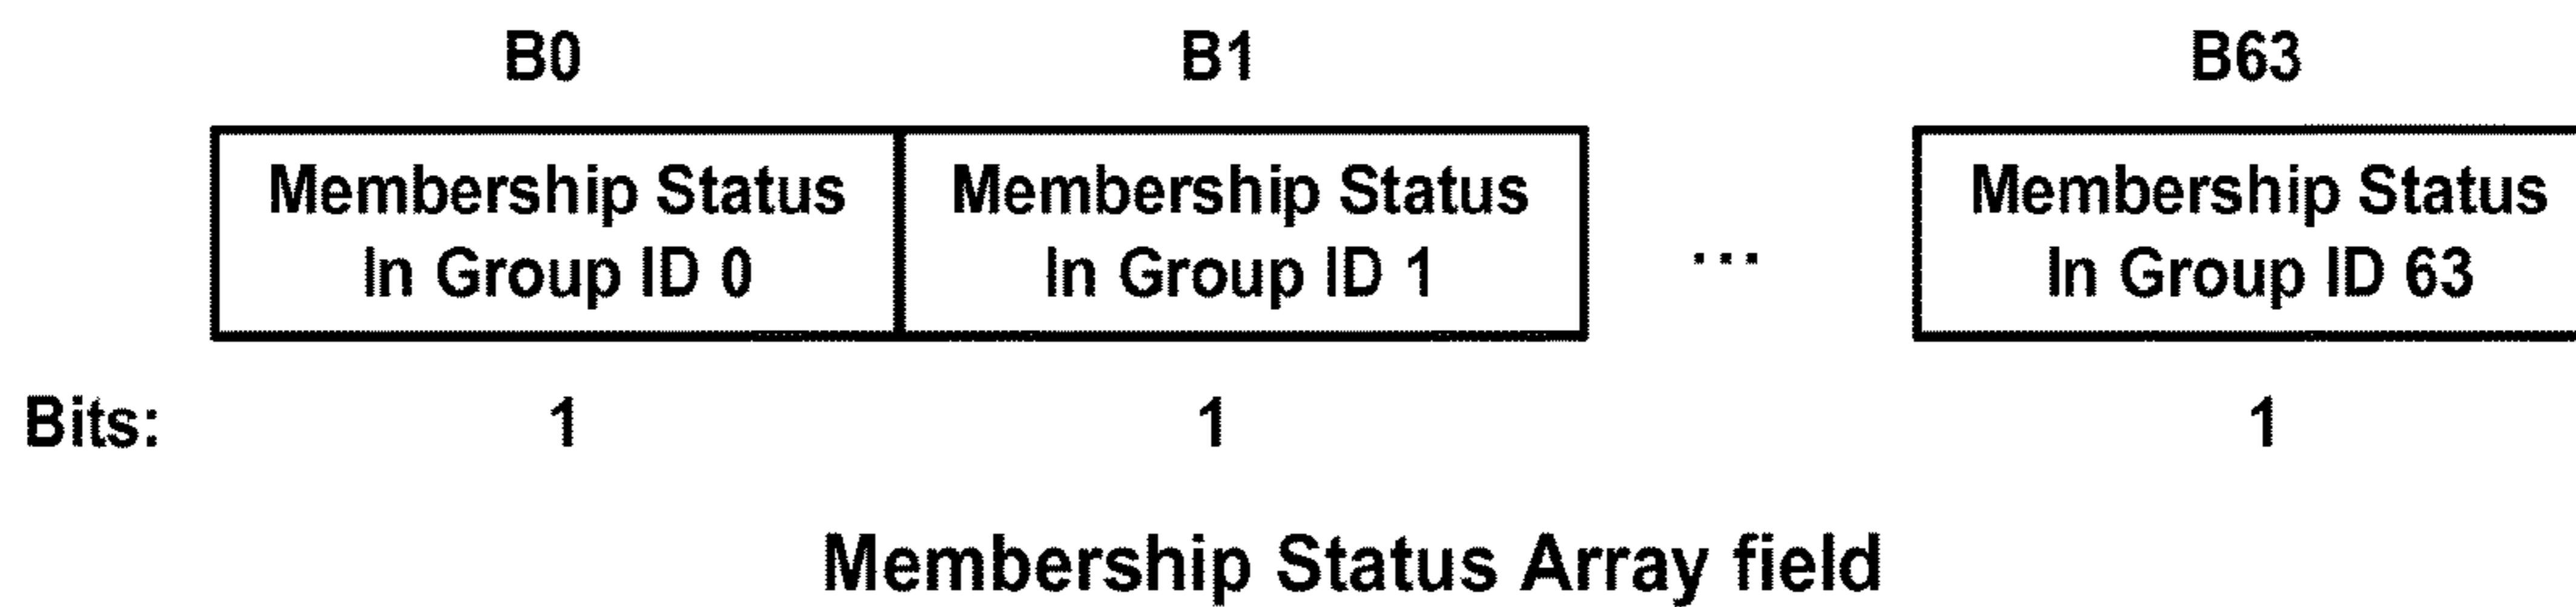 B0 B1 B63
Membership Status Membership Status Membership Status
In Group ID 0 In Group ID 1 ... In Group ID 63
Bits: 1 1 1
Membership Status Array field